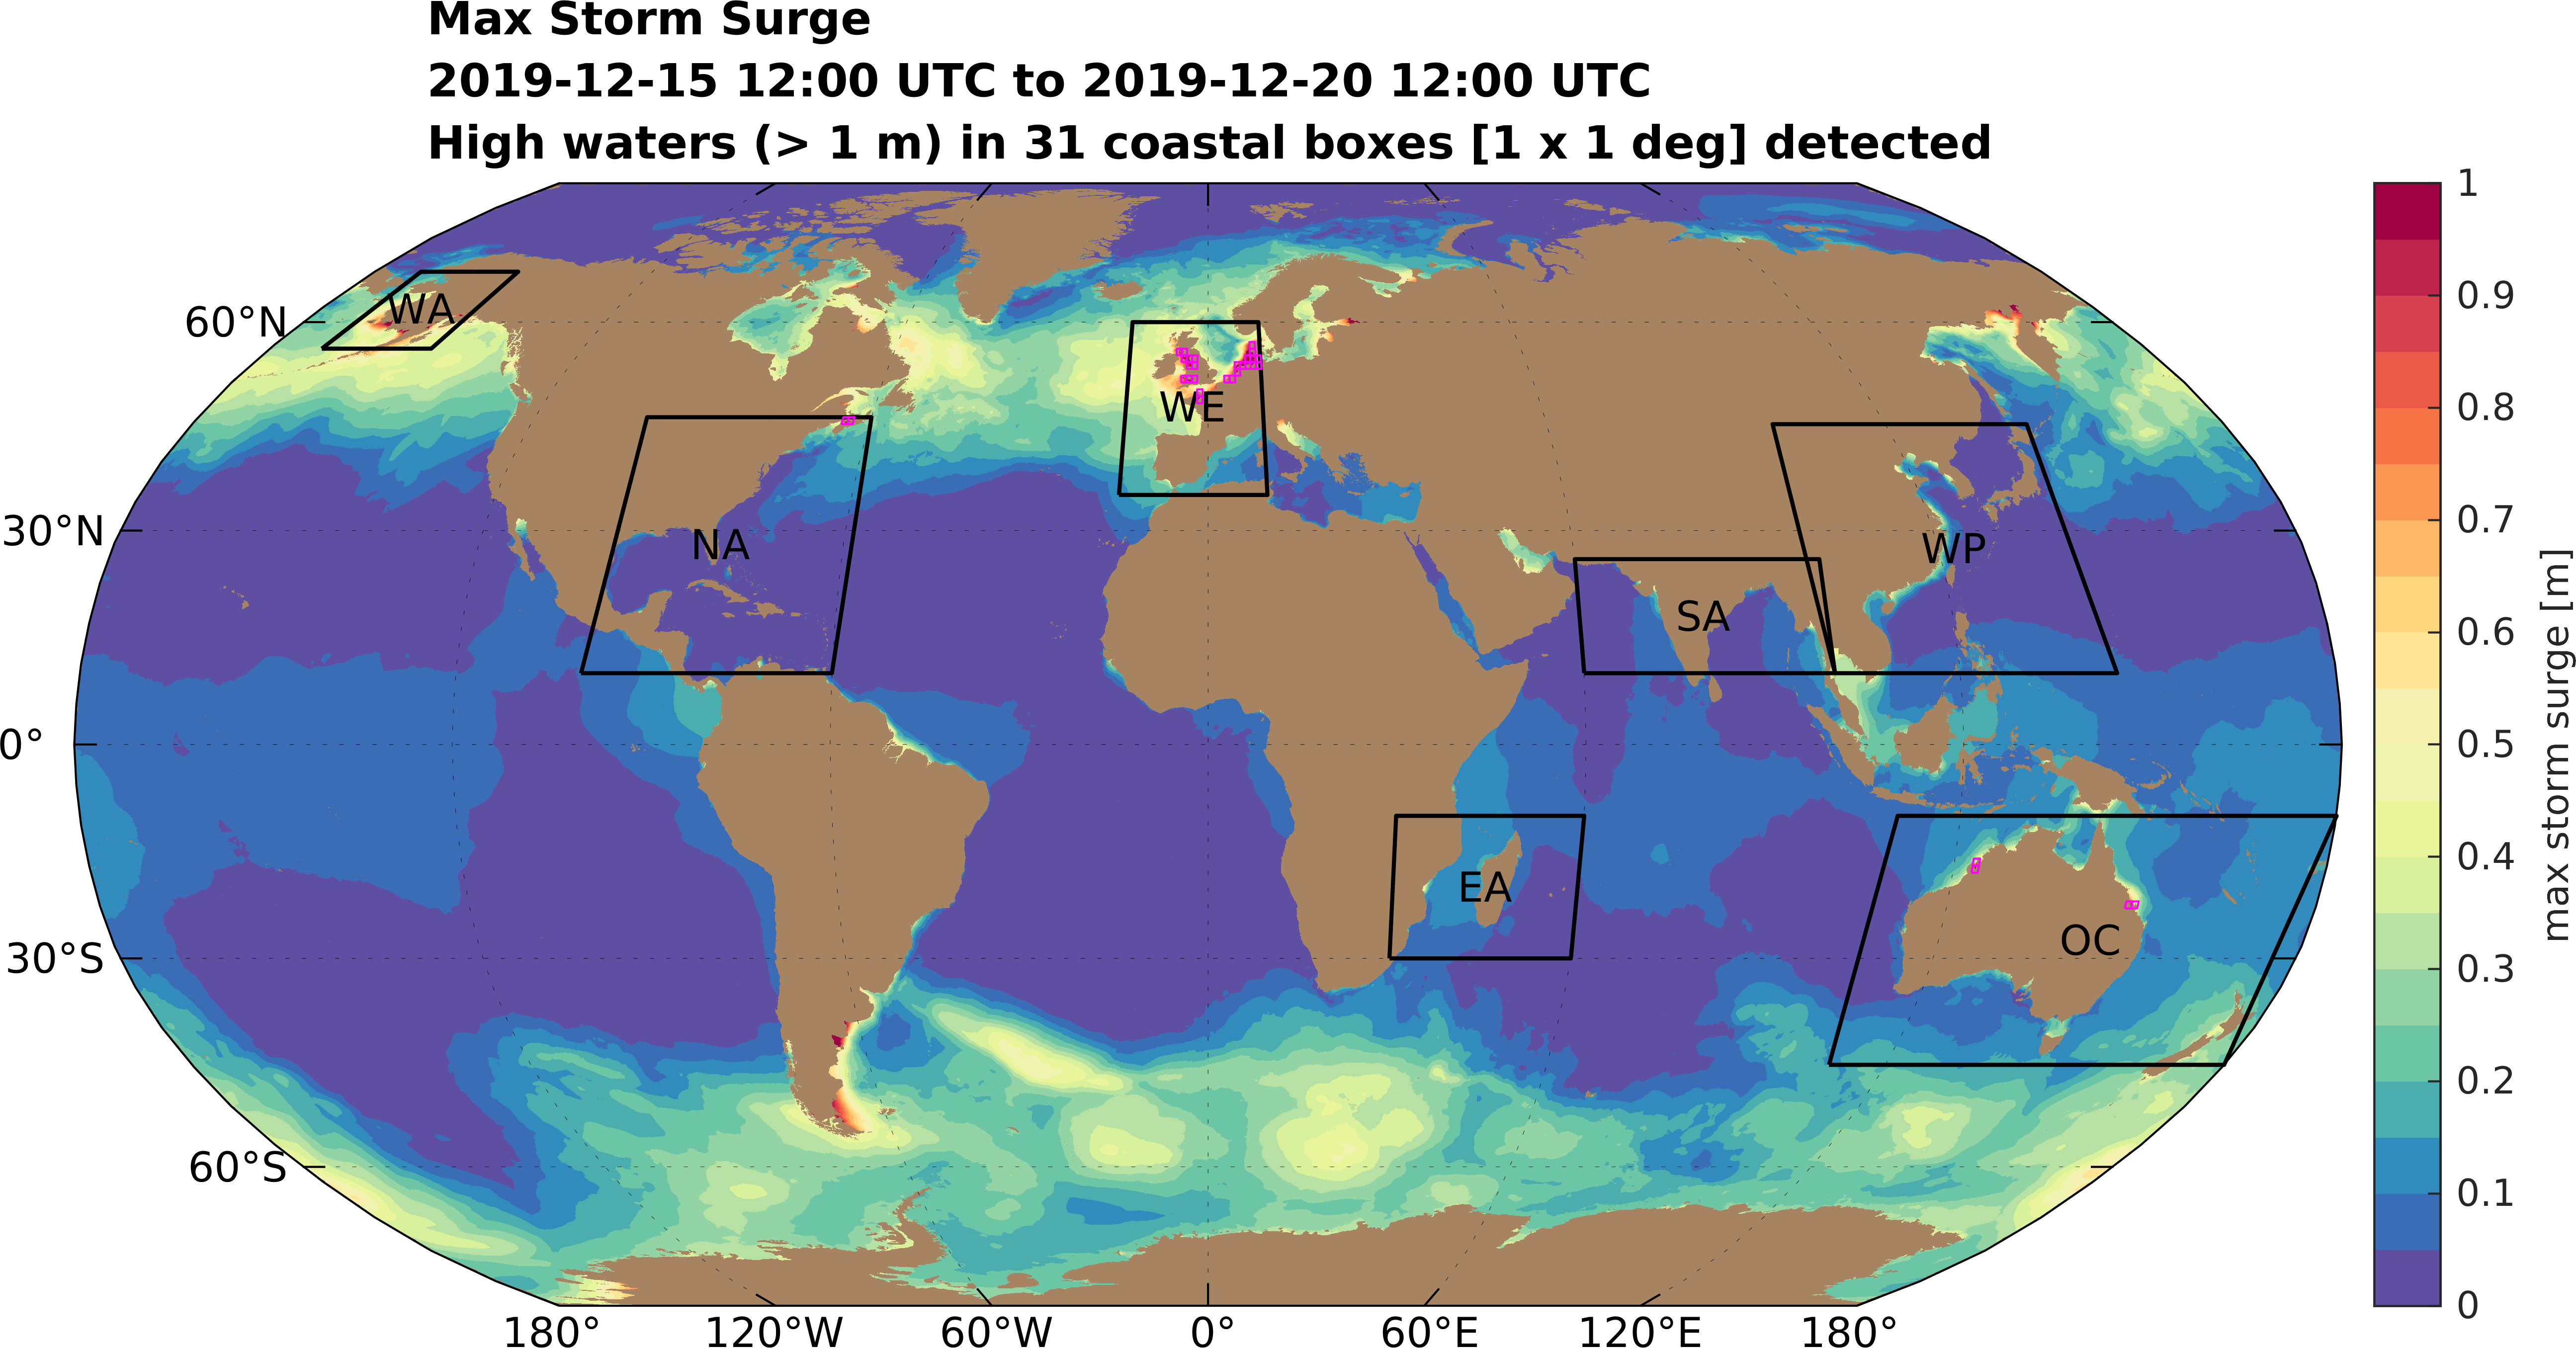 Max Storm Surge
2019-12-15 12:00 UTC to 2019-12-20 12:00 UTC
High waters (> 1 m) in 31 coastal boxes [1 x 1 deg] detected
60°N
30°N
0°
30°S
60°S
WA
NA
WE
SA
WP
EA
OC
180°
120°W
60°W
0°
60°E
120°E
180°
1
0.9
0.8
0.7
0.6
0.5
0.4
0.3
0.2
0.1
0
max storm surge [m]